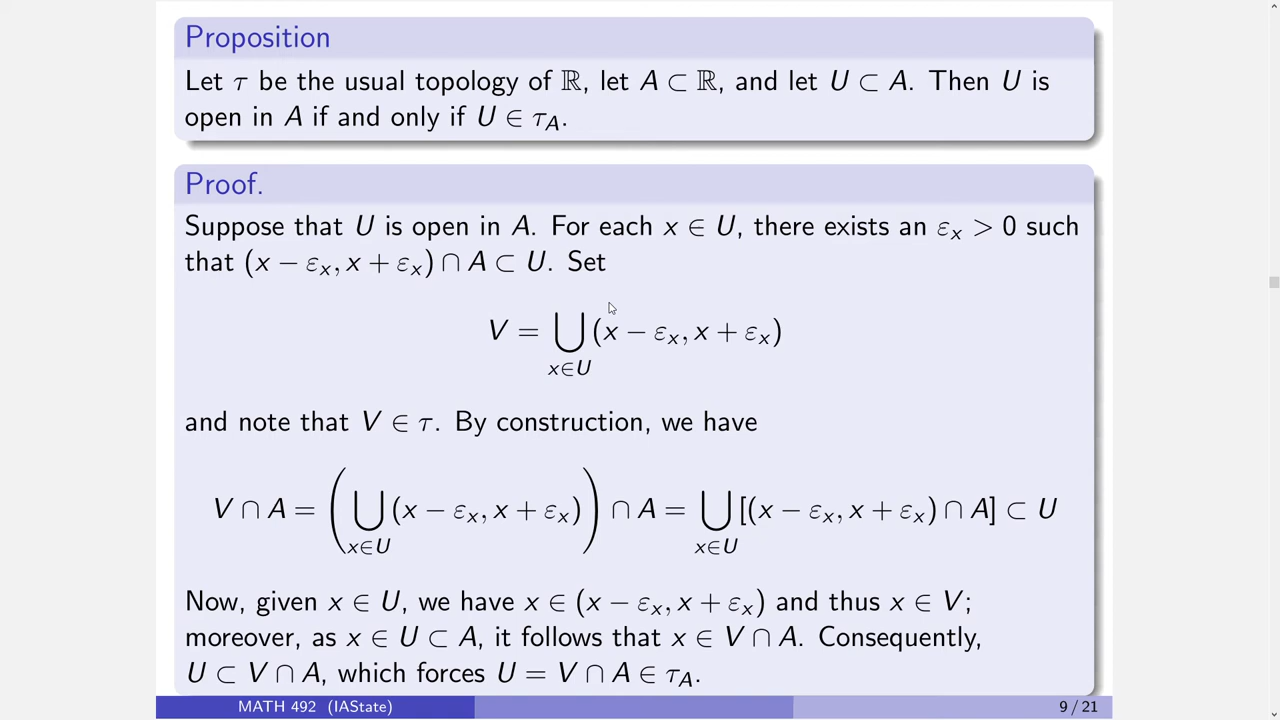 Proposition
Let τ be the usual topology of ℝ, let A ⊂ ℝ, and let U ⊂ A. Then U is
open in A if and only if U ∈ τ_A.
Proof.
Suppose that U is open in A. For each x ∈ U, there exists an ε_x > 0 such
that (x − ε_x, x + ε_x) ∩ A ⊂ U. Set
V = ⋃_{x∈U} (x − ε_x, x + ε_x)
and note that V ∈ τ. By construction, we have
V ∩ A = (⋃_{x∈U} (x − ε_x, x + ε_x)) ∩ A = ⋃_{x∈U} [(x − ε_x, x + ε_x) ∩ A] ⊂ U
Now, given x ∈ U, we have x ∈ (x − ε_x, x + ε_x) and thus x ∈ V;
moreover, as x ∈ U ⊂ A, it follows that x ∈ V ∩ A. Consequently,
U ⊂ V ∩ A, which forces U = V ∩ A ∈ τ_A.
MATH 492 (IAState) 9 / 21